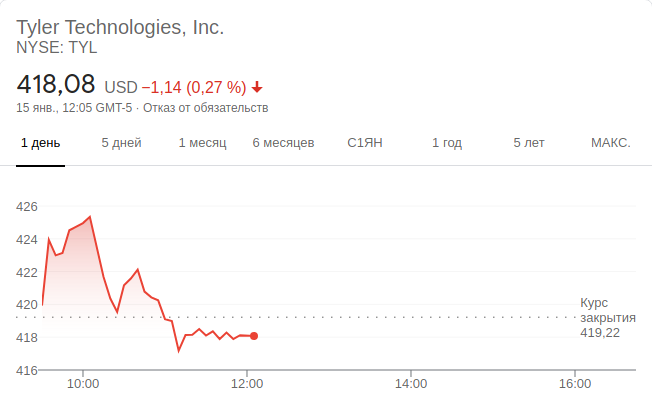 Tyler Technologies, Inc.
NYSE: TYL
418,08 USD −1,14 (0,27 %)
15 янв., 12:05 GMT-5 · Отказ от обязательств
1 день 5 дней 1 месяц 6 месяцев С1ЯН 1 год 5 лет МАКС.
426
424
422
420
418
416
Курс
закрытия
419,22
10:00 12:00 14:00 16:00